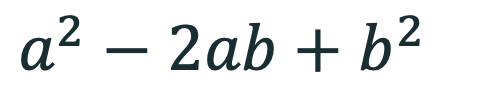 a² − 2ab + b²